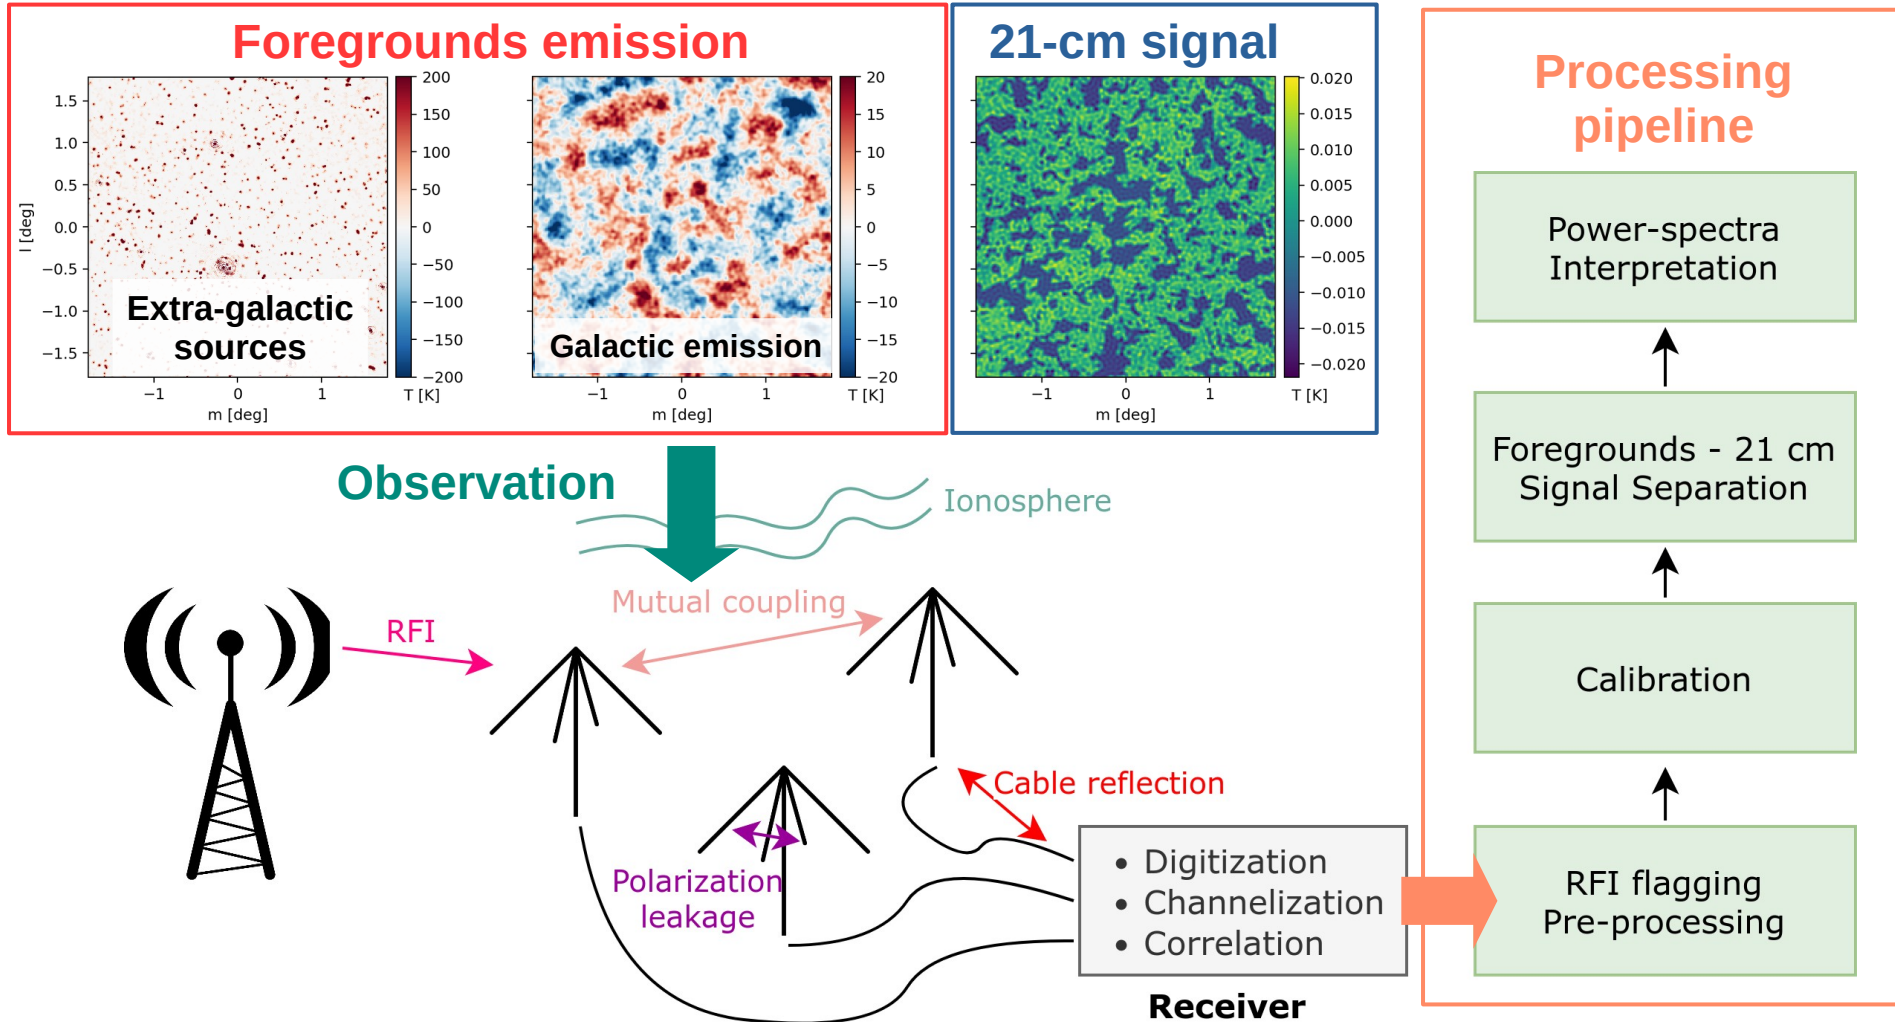 Foregrounds emission
21-cm signal
Processing
pipeline
1.5
1.0
0.5
0.0
−0.5
−1.0
−1.5
l [deg]
−1
0
1
m [deg]
Extra-galactic
sources
200
150
100
50
0
−50
−100
−150
−200
T [K]
−1
0
1
m [deg]
Galactic emission
20
15
10
5
0
−5
−10
−15
−20
T [K]
−1
0
1
m [deg]
0.020
0.015
0.010
0.005
0.000
−0.005
−0.010
−0.015
−0.020
T [K]
Observation
Ionosphere
Mutual coupling
RFI
Cable reflection
Polarization
leakage
• Digitization
• Channelization
• Correlation
Receiver
Power-spectra
Interpretation
Foregrounds - 21 cm
Signal Separation
Calibration
RFI flagging
Pre-processing